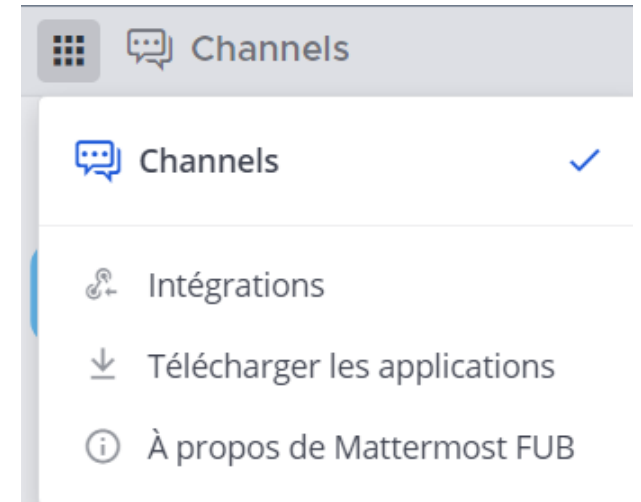 Channels
Channels
Intégrations
Télécharger les applications
À propos de Mattermost FUB